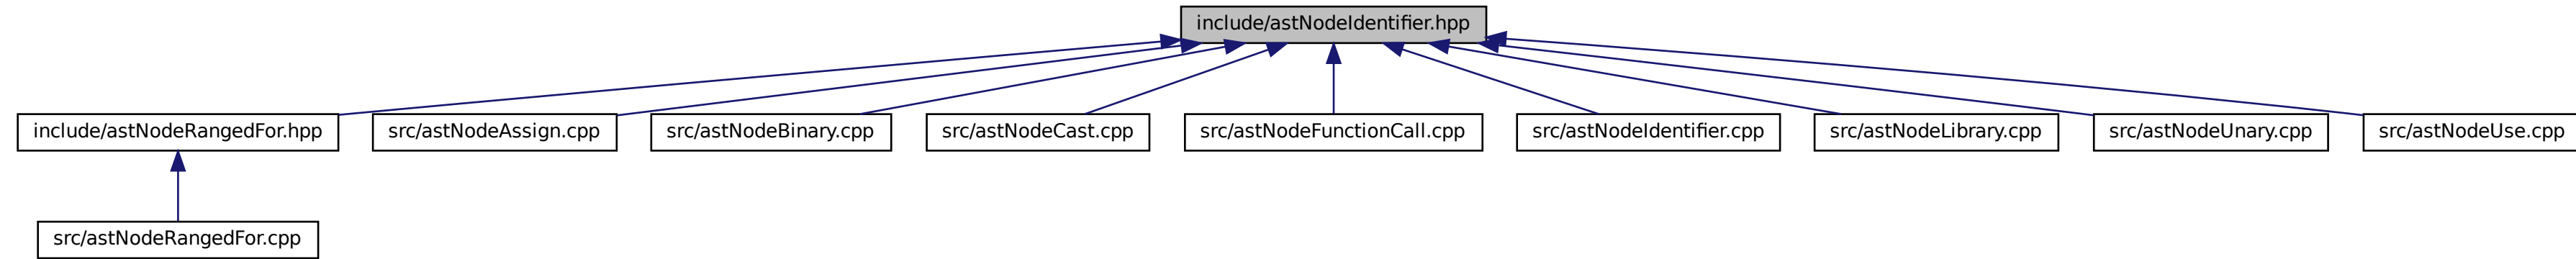 include/astNodeIdentifier.hpp
include/astNodeRangedFor.hpp
src/astNodeAssign.cpp
src/astNodeBinary.cpp
src/astNodeCast.cpp
src/astNodeFunctionCall.cpp
src/astNodeIdentifier.cpp
src/astNodeLibrary.cpp
src/astNodeUnary.cpp
src/astNodeUse.cpp
src/astNodeRangedFor.cpp